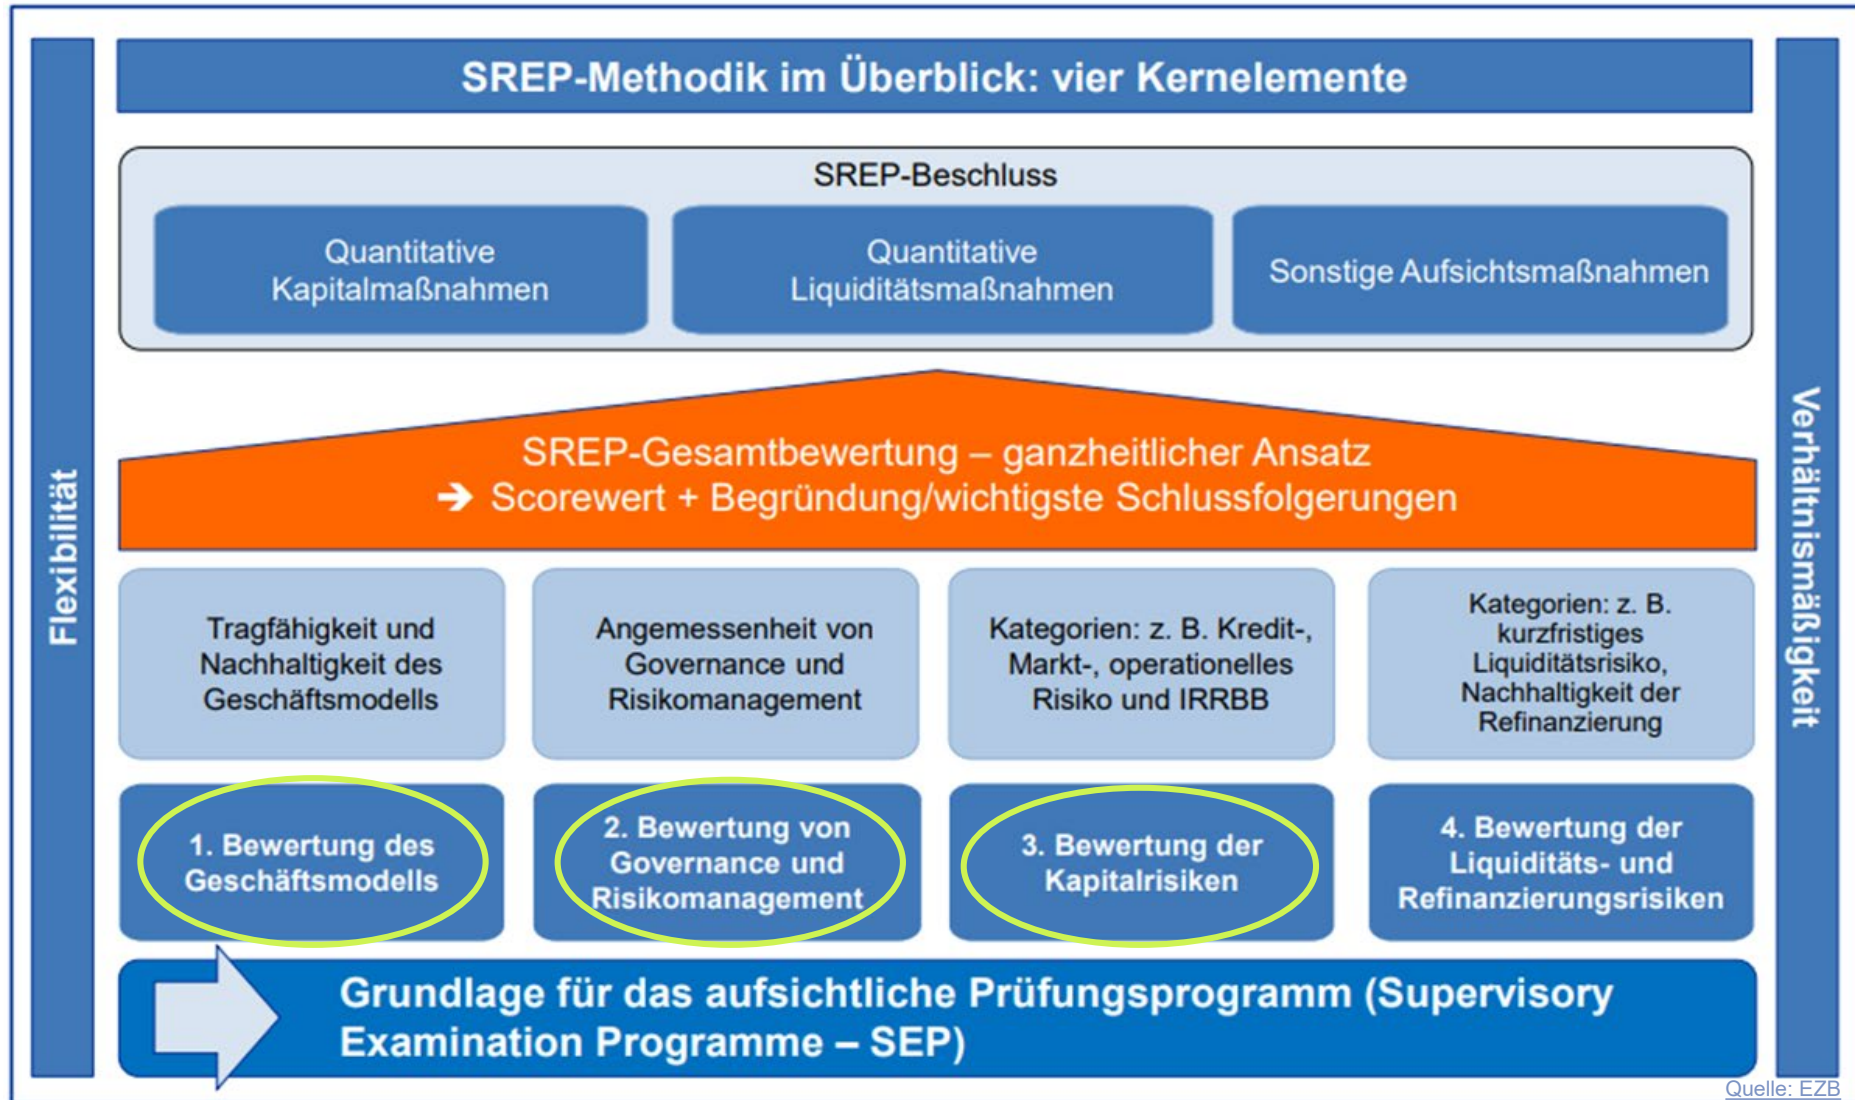 SREP-Methodik im Überblick: vier Kernelemente
Flexibilität
Verhältnismäßigkeit
SREP-Beschluss
Quantitative
Kapitalmaßnahmen
Quantitative
Liquiditätsmaßnahmen
Sonstige Aufsichtsmaßnahmen
SREP-Gesamtbewertung – ganzheitlicher Ansatz
➔ Scorewert + Begründung/wichtigste Schlussfolgerungen
Tragfähigkeit und
Nachhaltigkeit des
Geschäftsmodells
Angemessenheit von
Governance und
Risikomanagement
Kategorien: z. B. Kredit-,
Markt-, operationelles
Risiko und IRRBB
Kategorien: z. B.
kurzfristiges
Liquiditätsrisiko,
Nachhaltigkeit der
Refinanzierung
1. Bewertung des
Geschäftsmodells
2. Bewertung von
Governance und
Risikomanagement
3. Bewertung der
Kapitalrisiken
4. Bewertung der
Liquiditäts- und
Refinanzierungsrisiken
Grundlage für das aufsichtliche Prüfungsprogramm (Supervisory
Examination Programme – SEP)
Quelle: EZB